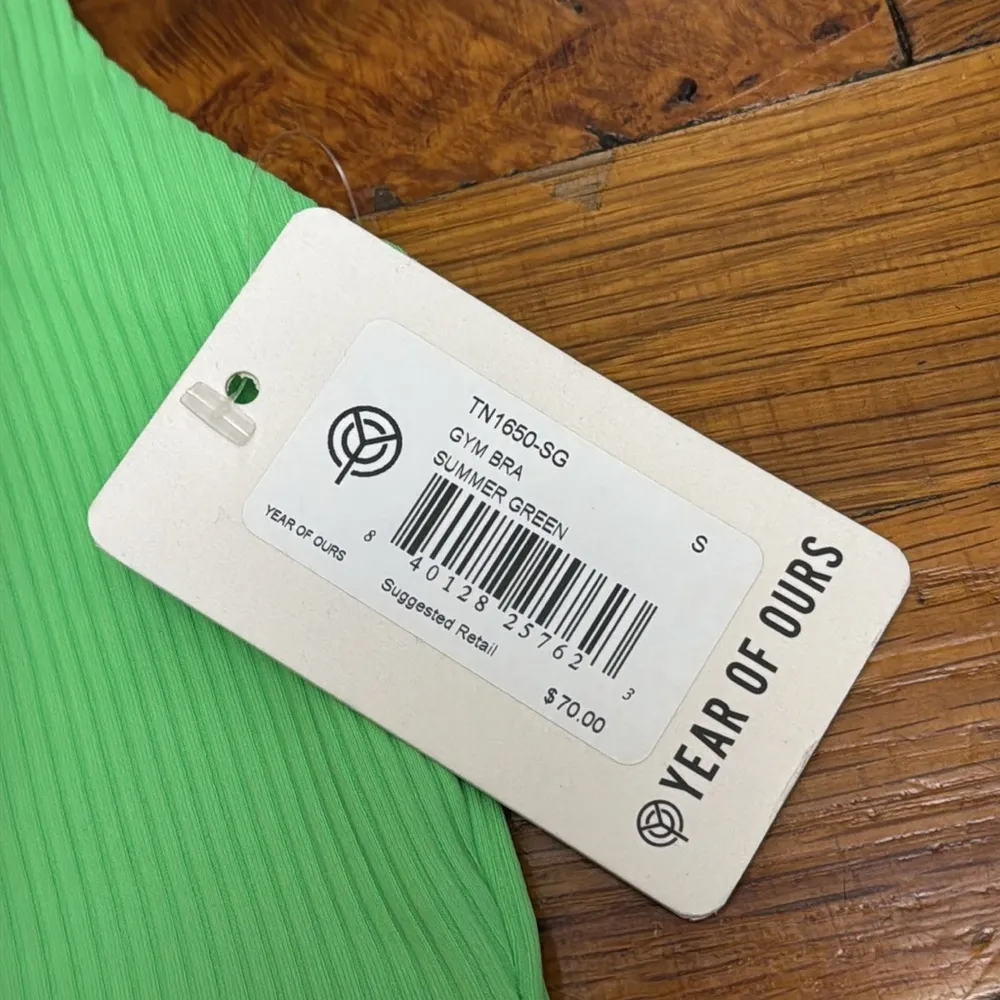 TN1650-SG
GYM BRA
SUMMER GREEN
S
YEAR OF OURS
8 40128 25762 3
Suggested Retail
$70.00
YEAR OF OURS